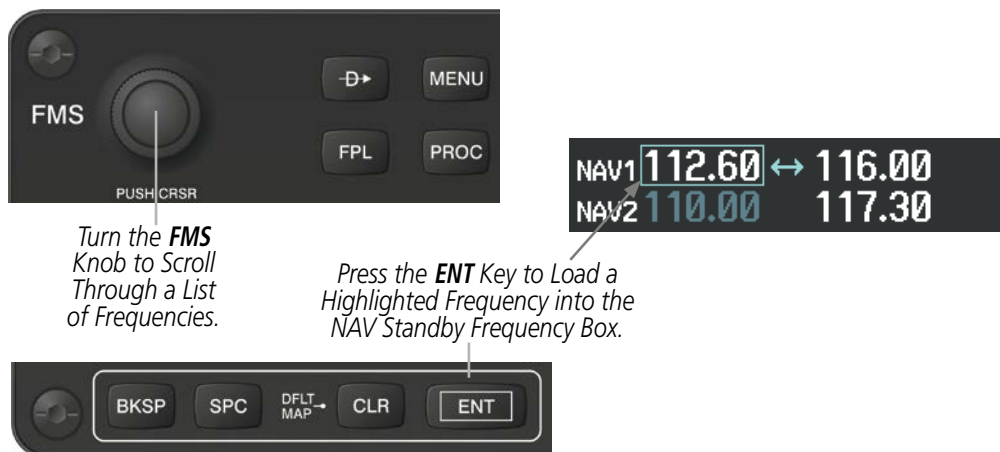 FMS
PUSH CRSR
D
MENU
FPL
PROC
Turn the FMS
Knob to Scroll
Through a List
of Frequencies.
NAV1 112.60 ↔ 116.00
NAV2 110.00 117.30
Press the ENT Key to Load a
Highlighted Frequency into the
NAV Standby Frequency Box.
BKSP
SPC
DFLT
MAP
CLR
ENT